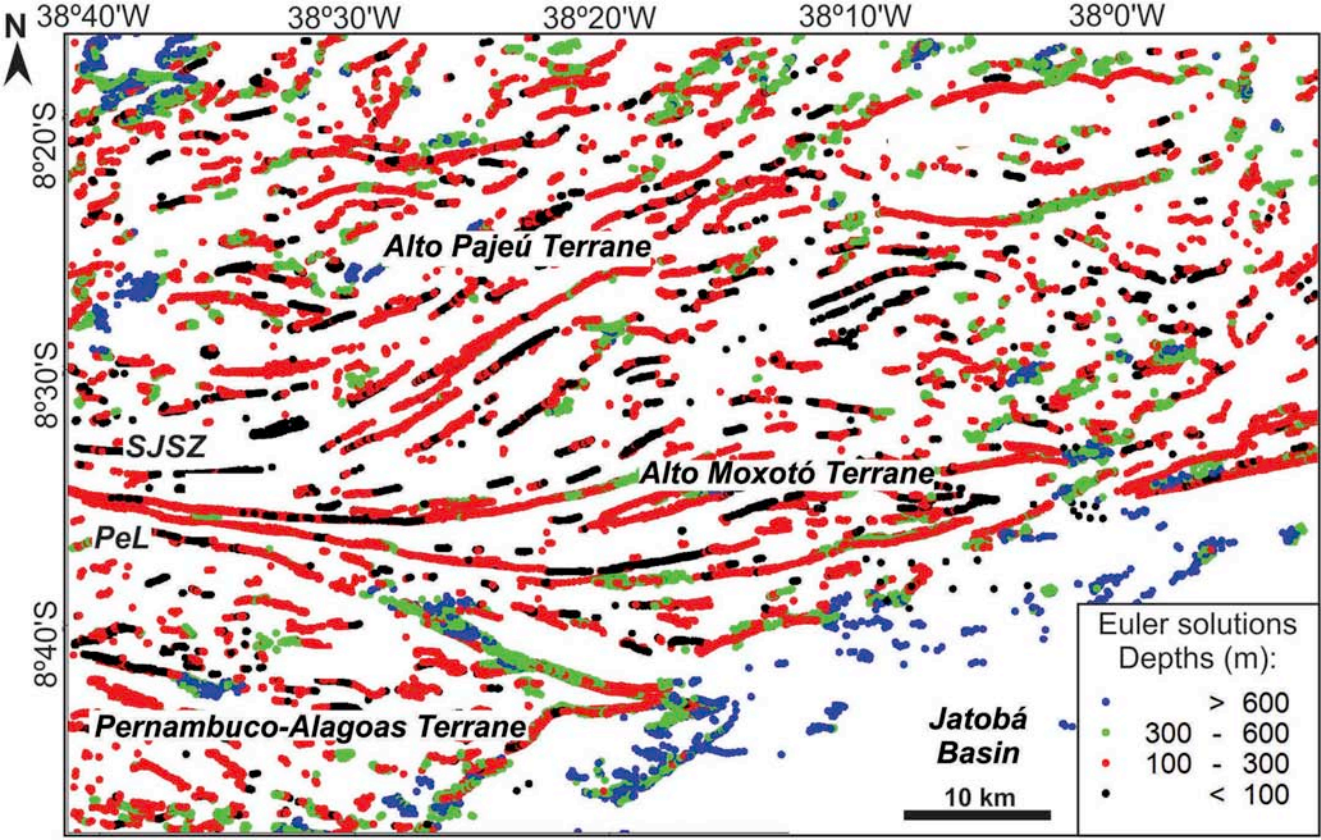 N
38°40'W 38°30'W 38°20'W 38°10'W 38°0'W
8°20'S
Alto Pajeú Terrane
8°30'S
SJSZ
Alto Moxotó Terrane
PeL
8°40'S
Pernambuco-Alagoas Terrane
Jatobá
Basin
10 km
Euler solutions
Depths (m):
> 600
300 - 600
100 - 300
< 100